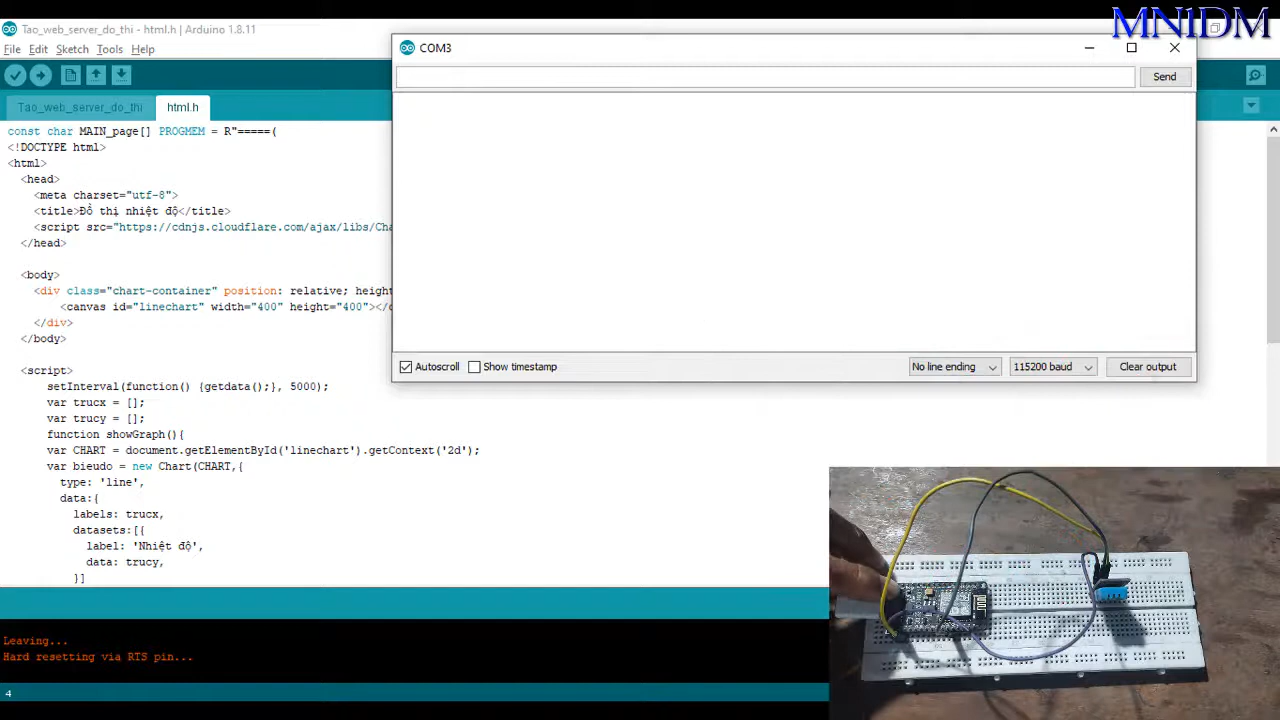 MN1DM
Tao_web_server_do_thi - html.h | Arduino 1.8.11
File Edit Sketch Tools Help
Tao_web_server_do_thi html.h
const char MAIN_page[] PROGMEM = R"=====(
<!DOCTYPE html>
<html>
<head>
<meta charset="utf-8">
<title>Đồ thị nhiệt độ</title>
<script src="https://cdnjs.cloudflare.com/ajax/libs/Cha
</head>
<body>
<div class="chart-container" position: relative; height
<canvas id="linechart" width="400" height="400"></c
</div>
</body>
<script>
setInterval(function() {getdata();}, 5000);
var trucx = [];
var trucy = [];
function showGraph(){
var CHART = document.getElementById('linechart').getContext('2d');
var bieudo = new Chart(CHART,{
type: 'line',
data:{
labels: trucx,
datasets:[{
label: 'Nhiệt độ',
data: trucy,
}]
Leaving...
Hard resetting via RTS pin...
4
COM3
Send
Autoscroll Show timestamp No line ending 115200 baud Clear output